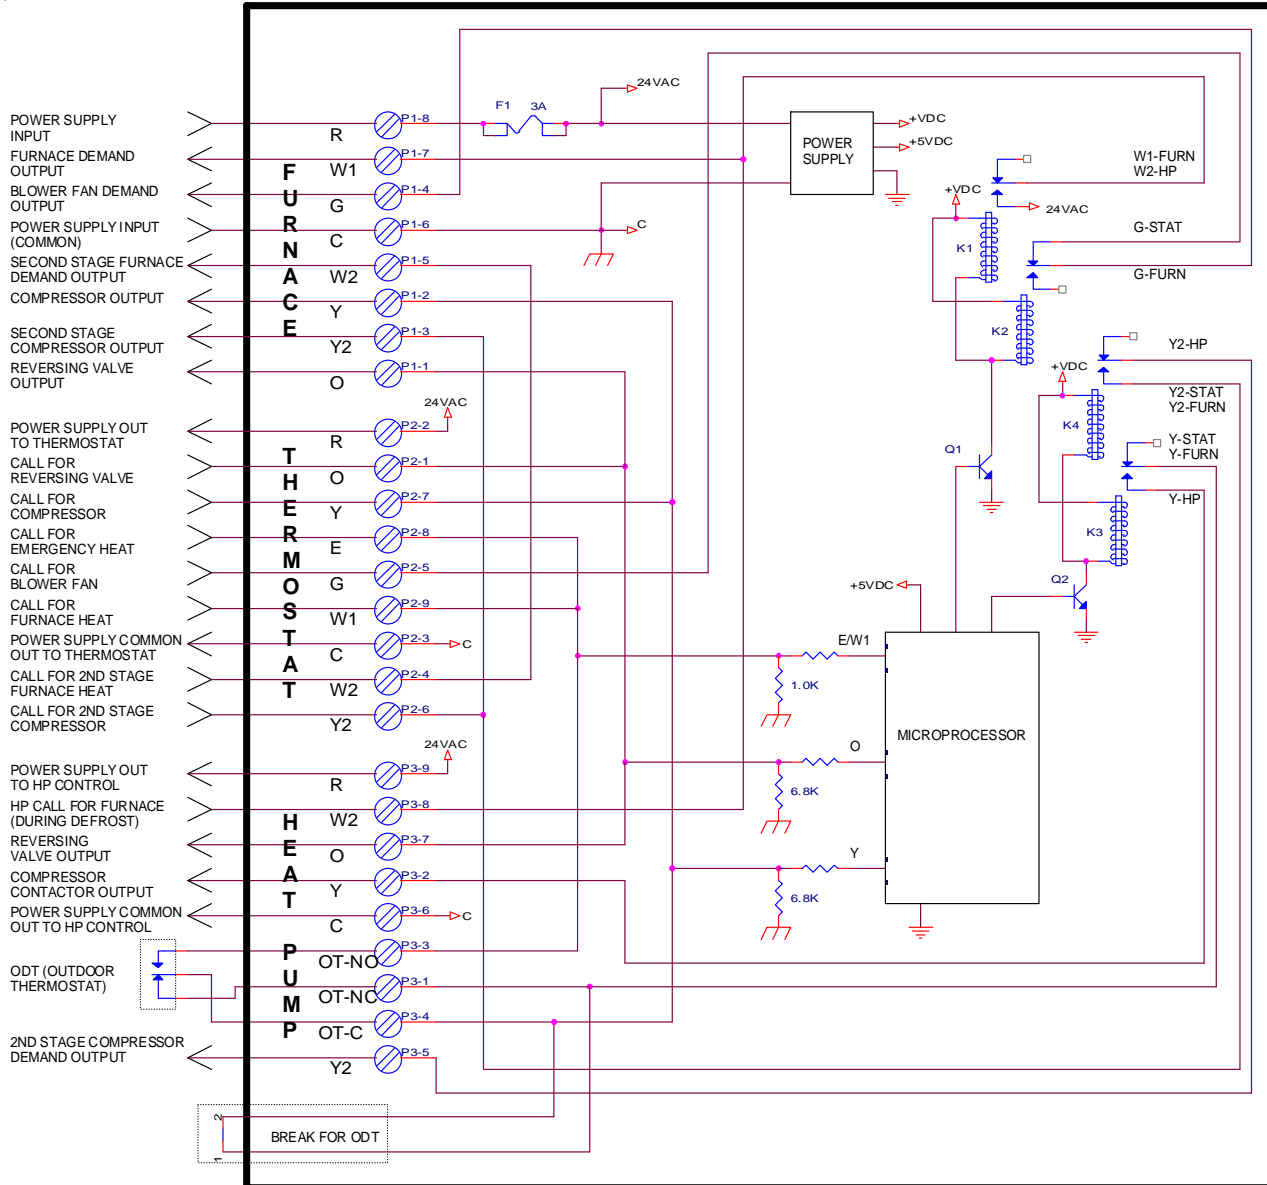 24VAC
F1 3A
POWER SUPPLY
INPUT
R
P1-8
POWER
SUPPLY
+VDC
+5VDC
FURNACE DEMAND
OUTPUT
W1
P1-7
W1-FURN
W2-HP
24VAC
BLOWER FAN DEMAND
OUTPUT
G
P1-4
+VDC
K1
G-STAT
G-FURN
POWER SUPPLY INPUT
(COMMON)
C
P1-6
C
SECOND STAGE FURNACE
DEMAND OUTPUT
W2
P1-5
COMPRESSOR OUTPUT
Y
P1-2
K2
SECOND STAGE
COMPRESSOR OUTPUT
Y2
P1-3
Y2-HP
REVERSING VALVE
OUTPUT
O
P1-1
FURNACE
+VDC
K4
Y2-STAT
Y2-FURN
Y-STAT
Y-FURN
Y-HP
K3
Q1
Q2
24VAC
POWER SUPPLY OUT
TO THERMOSTAT
R
P2-2
CALL FOR
REVERSING VALVE
O
P2-1
CALL FOR
COMPRESSOR
Y
P2-7
CALL FOR
EMERGENCY HEAT
E
P2-8
CALL FOR
BLOWER FAN
G
P2-5
CALL FOR
FURNACE HEAT
W1
P2-9
POWER SUPPLY COMMON
OUT TO THERMOSTAT
C
P2-3
C
CALL FOR 2ND STAGE
FURNACE HEAT
W2
P2-4
CALL FOR 2ND STAGE
COMPRESSOR
Y2
P2-6
THERMOSTAT
+5VDC
E/W1
1.0K
MICROPROCESSOR
O
6.8K
Y
6.8K
24VAC
POWER SUPPLY OUT
TO HP CONTROL
R
P3-9
HP CALL FOR FURNACE
(DURING DEFROST)
W2
P3-8
REVERSING
VALVE OUTPUT
O
P3-7
COMPRESSOR
CONTACTOR OUTPUT
Y
P3-2
POWER SUPPLY COMMON
OUT TO HP CONTROL
C
P3-6
C
OT-NO
P3-3
ODT (OUTDOOR
THERMOSTAT)
OT-NC
P3-1
OT-C
P3-4
2ND STAGE COMPRESSOR
DEMAND OUTPUT
Y2
P3-5
HEAT PUMP
2
BREAK FOR ODT
1